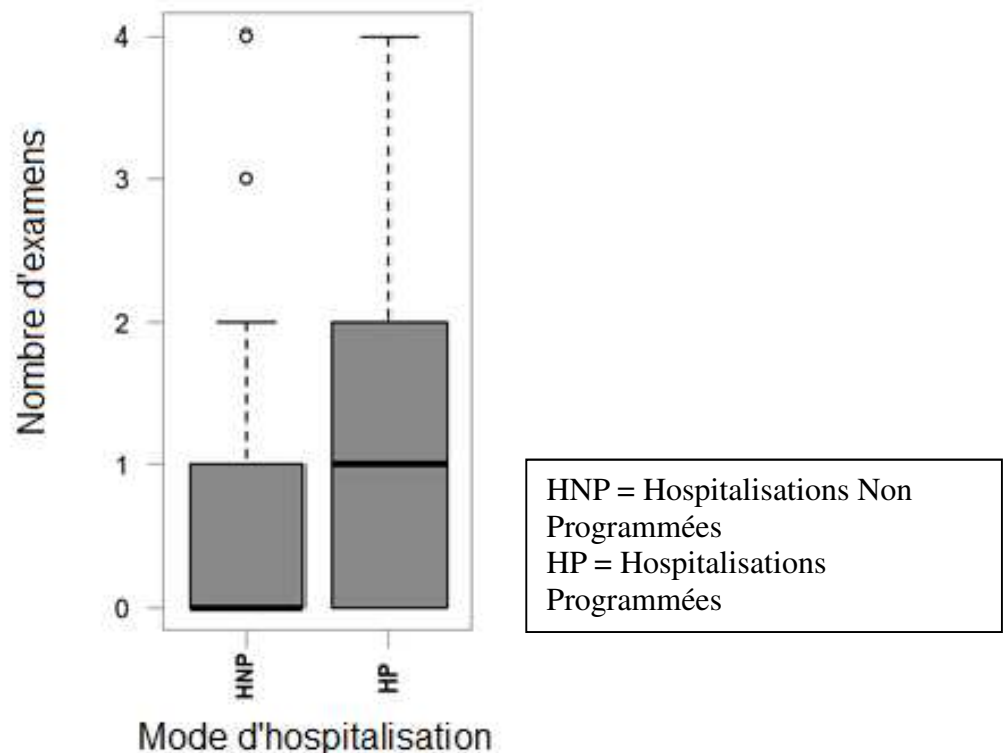 Nombre d'examens
4
3
2
1
0
HNP
HP
Mode d'hospitalisation
HNP = Hospitalisations Non
Programmées
HP = Hospitalisations
Programmées